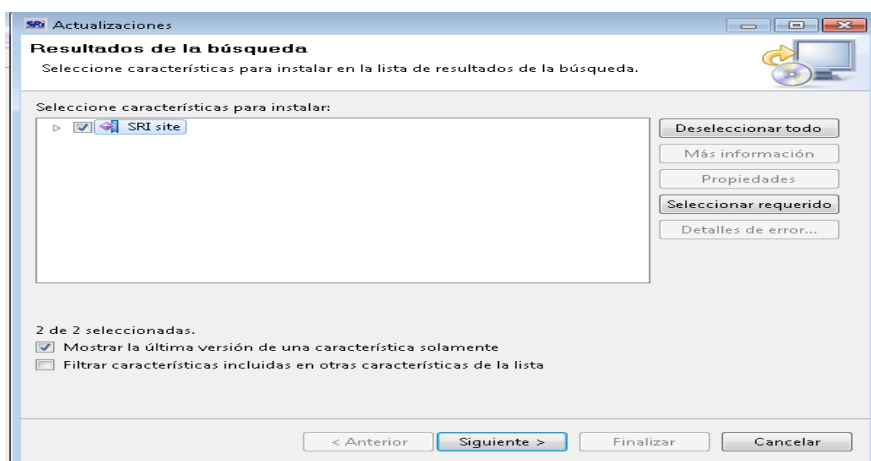 SRi Actualizaciones
Resultados de la búsqueda
Seleccione características para instalar en la lista de resultados de la búsqueda.
Seleccione características para instalar:
SRI site
Deseleccionar todo
Más información
Propiedades
Seleccionar requerido
Detalles de error...
2 de 2 seleccionadas.
Mostrar la última versión de una característica solamente
Filtrar características incluidas en otras características de la lista
< Anterior Siguiente > Finalizar Cancelar